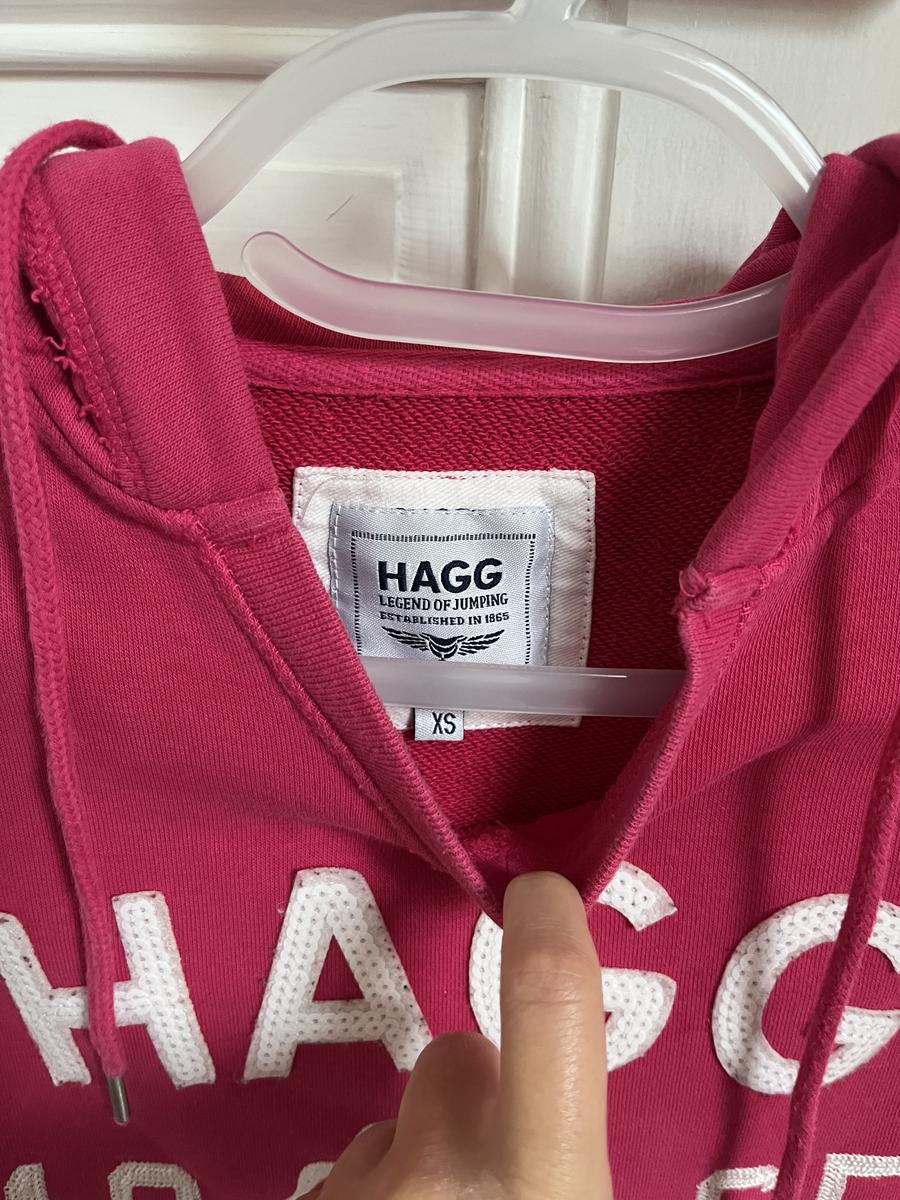 HAGG
LEGEND OF JUMPING
ESTABLISHED IN 1865
XS
HAGG